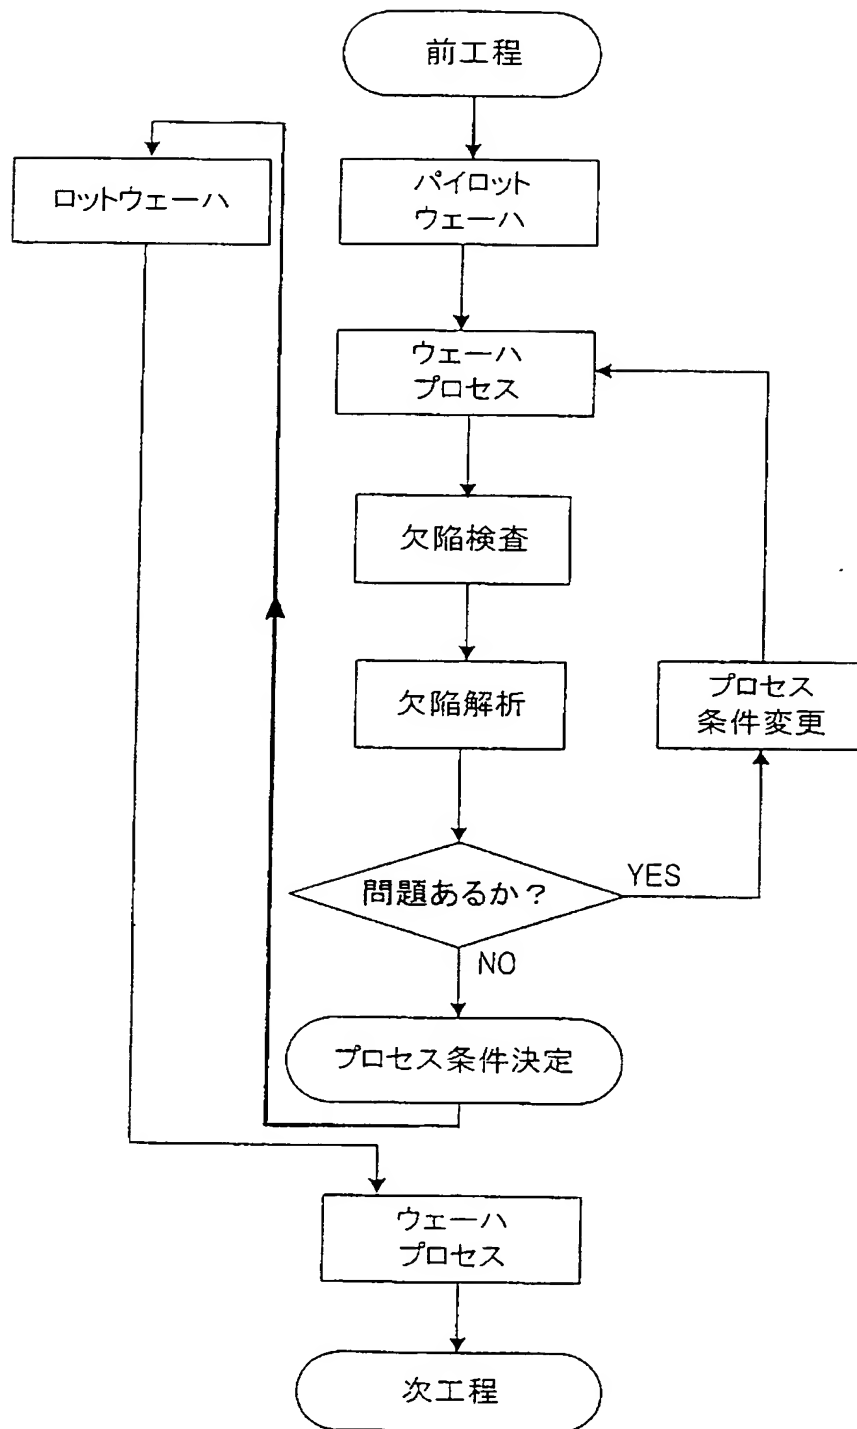 前工程
ロットウェーハ
パイロット
ウェーハ
ウェーハ
プロセス
欠陥検査
欠陥解析
プロセス
条件変更
問題あるか？
YES
NO
プロセス条件決定
ウェーハ
プロセス
次工程